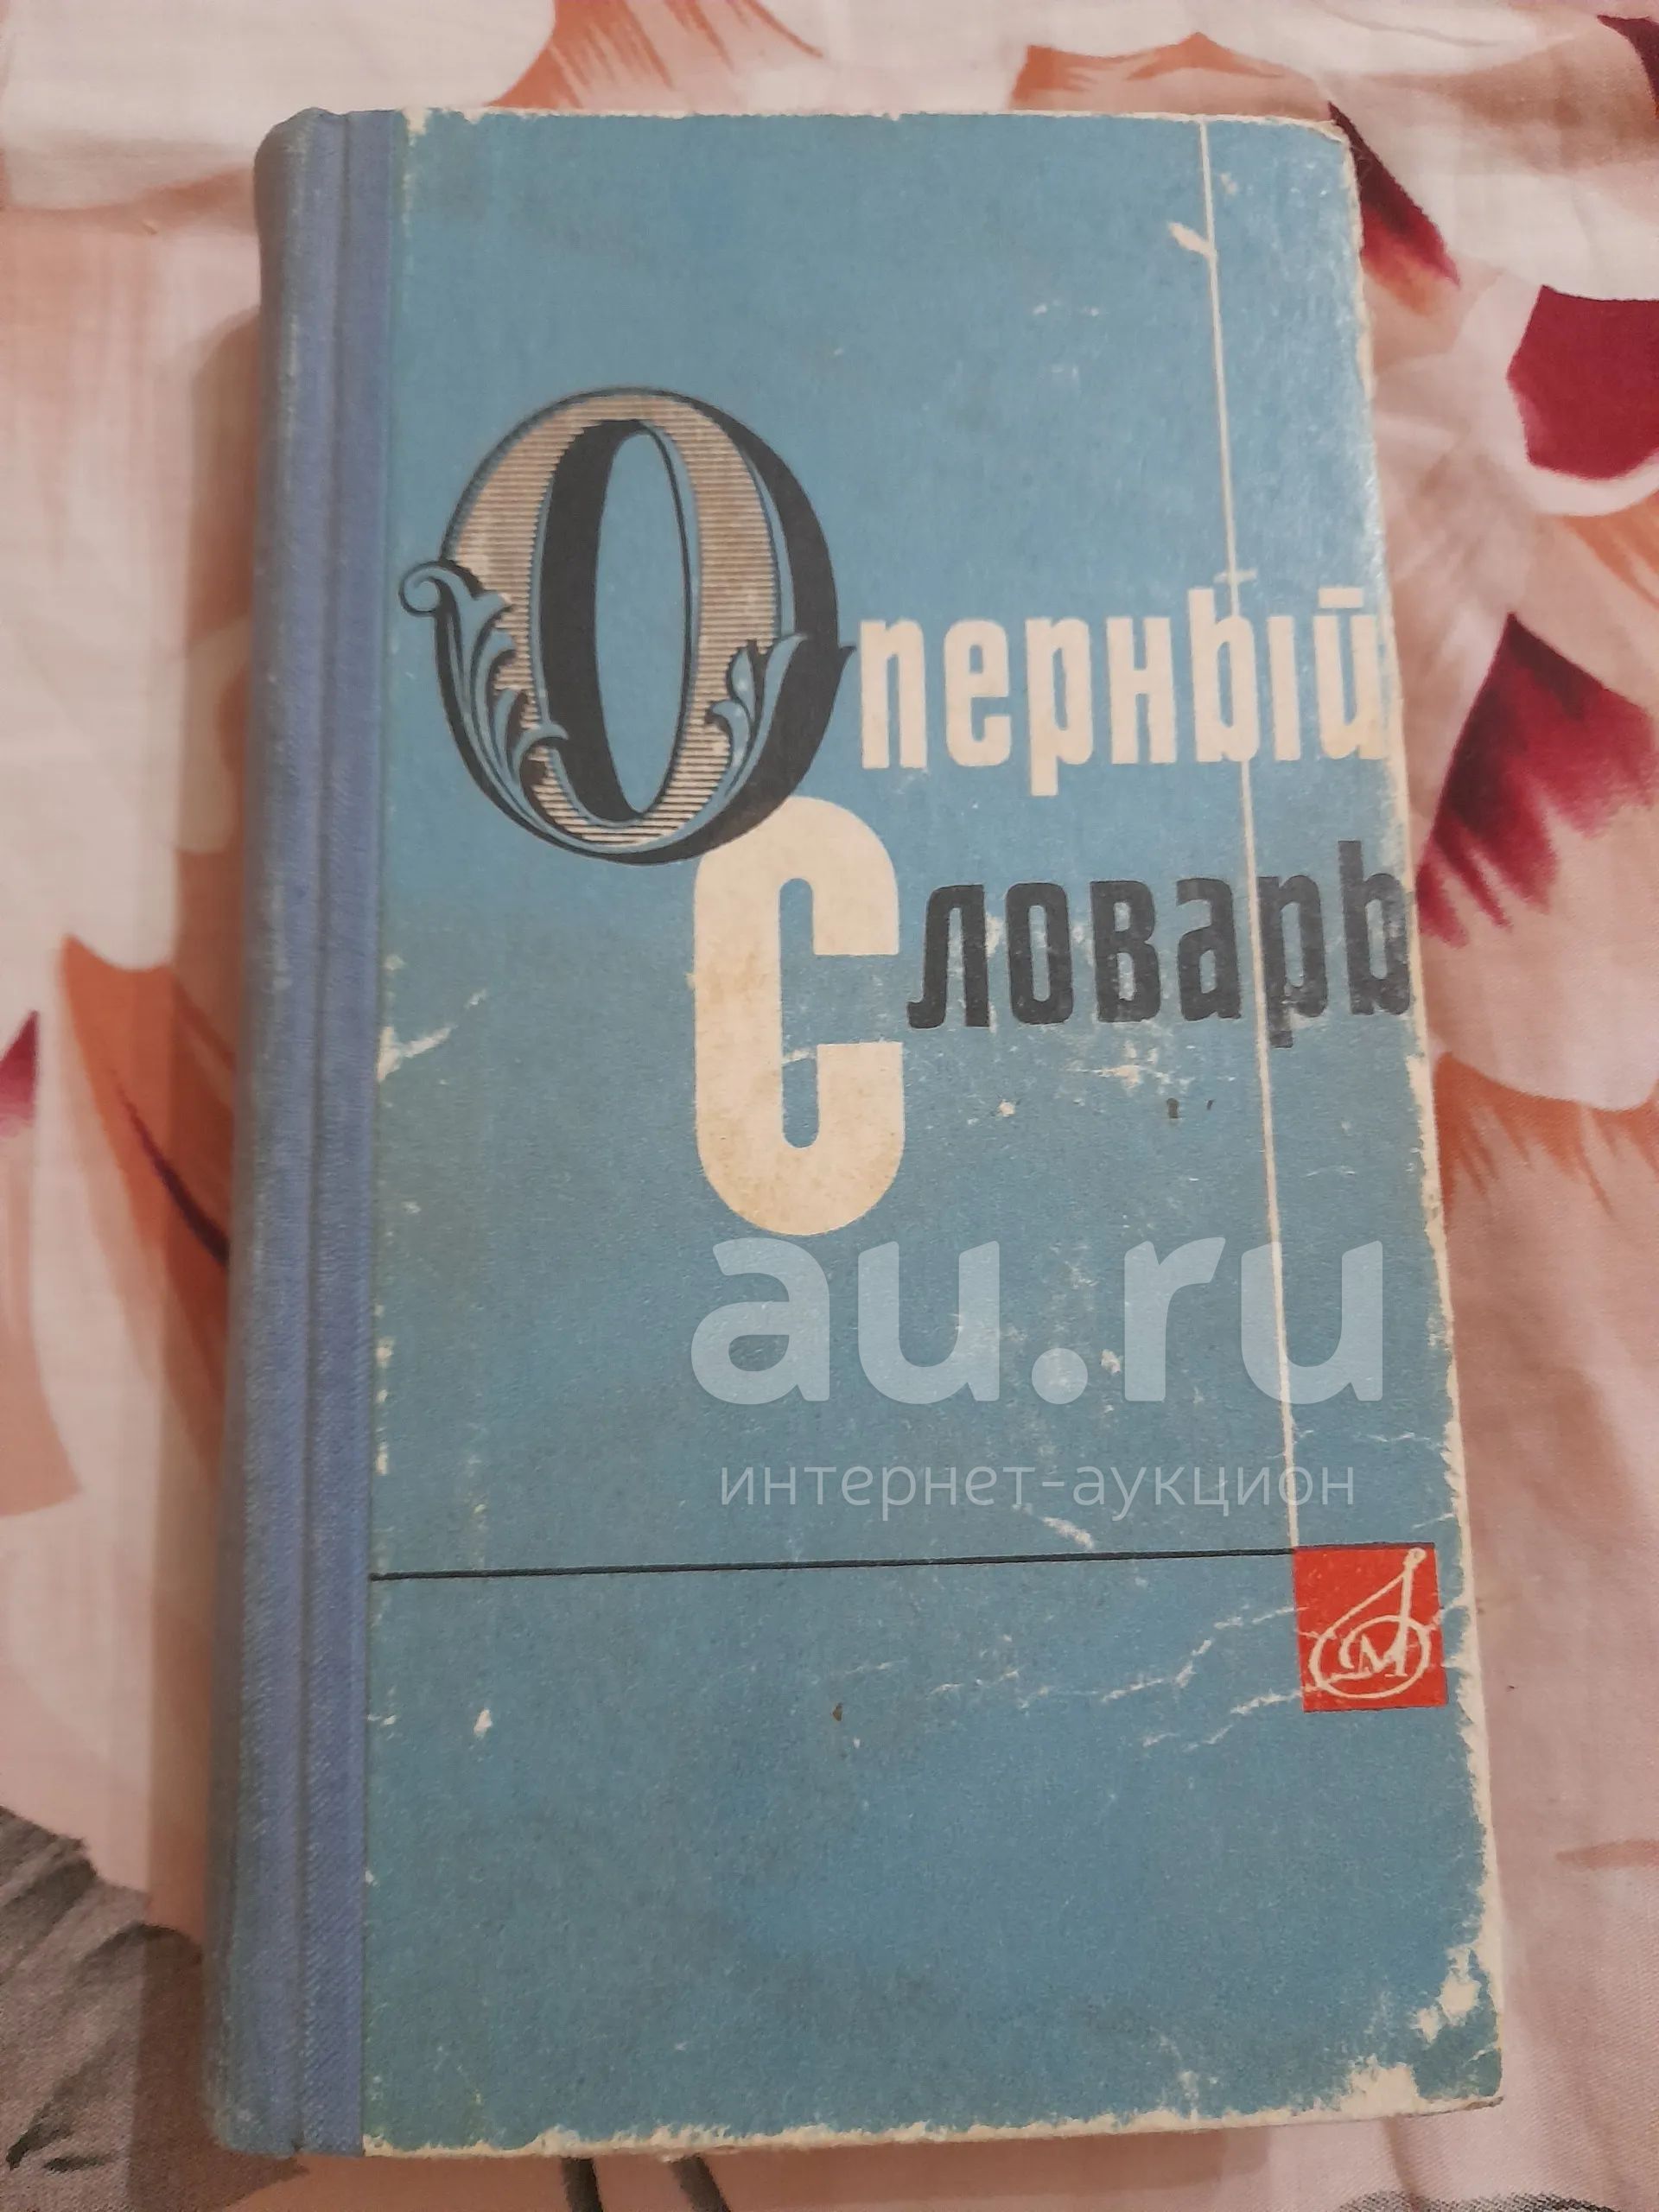 Оперный
Словарь
au.ru
интернет-аукцион
М